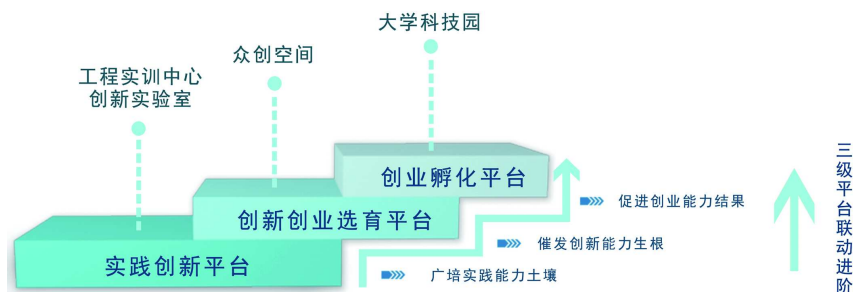 大学科技园
众创空间
工程实训中心
创新实验室
创业孵化平台
创新创业选育平台
实践创新平台
促进创业能力结果
催发创新能力生根
广培实践能力土壤
三级平台联动进阶